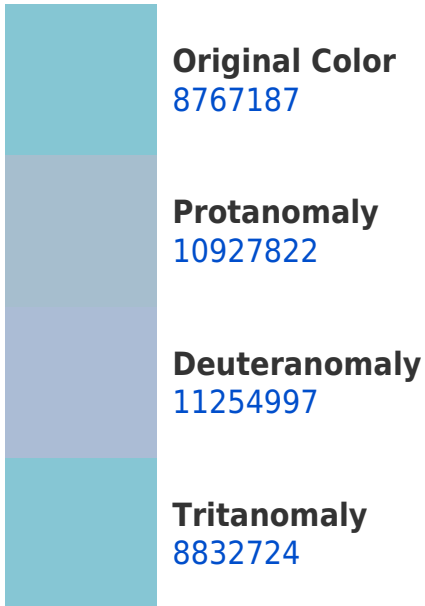 Original Color
8767187
Protanomaly
10927822
Deuteranomaly
11254997
Tritanomaly
8832724